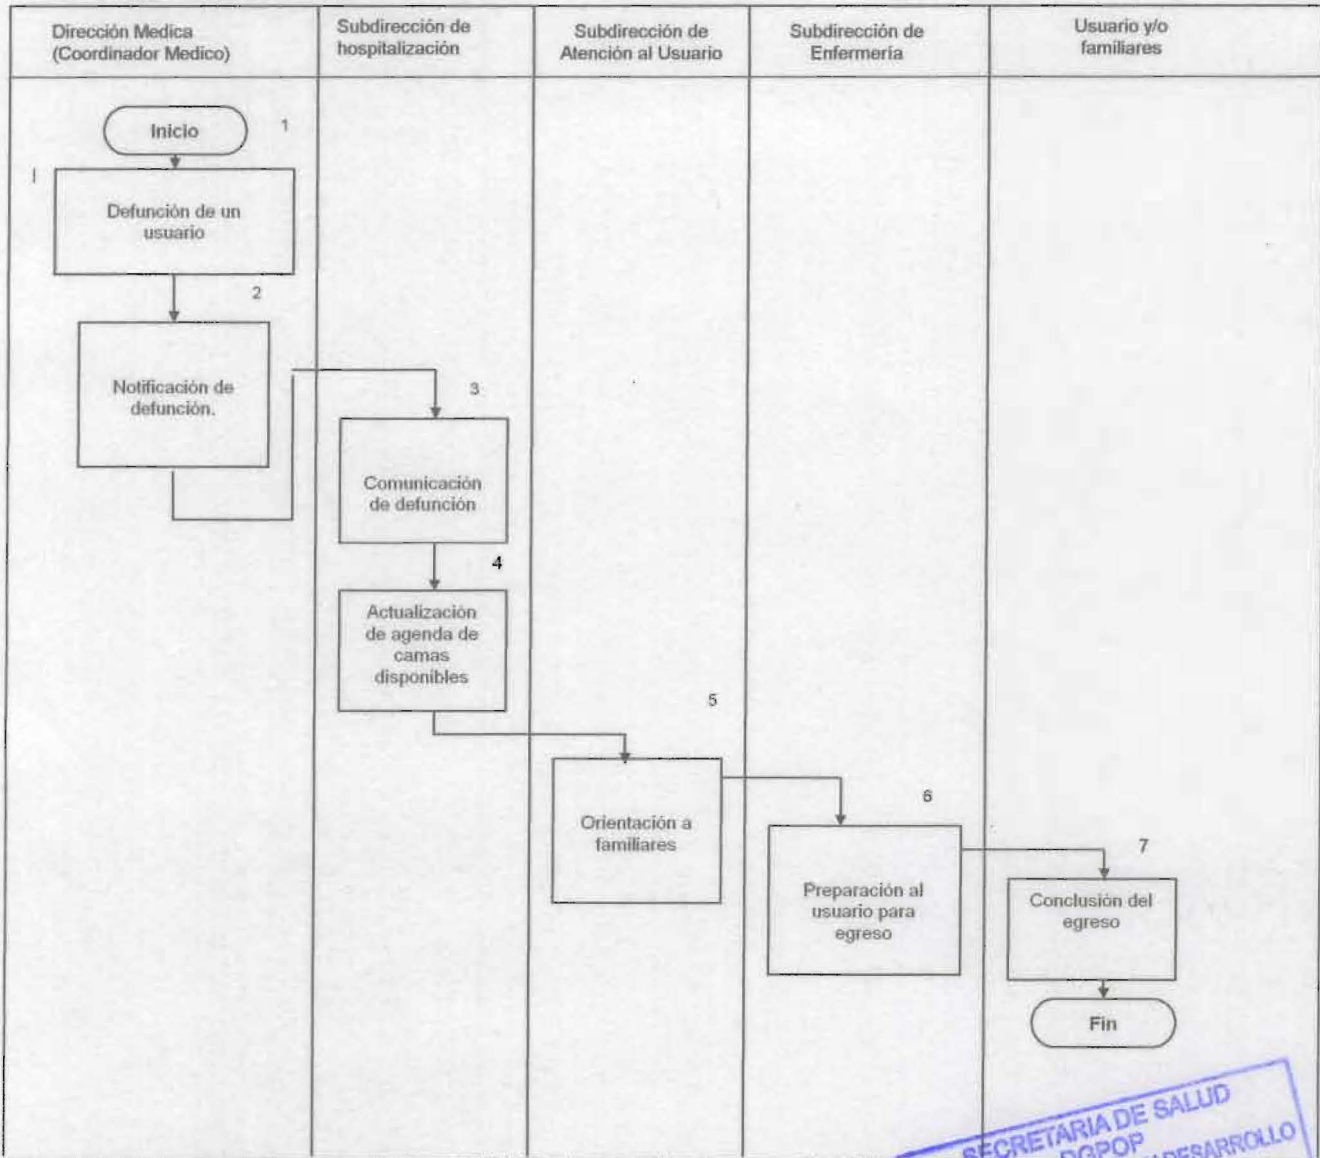 Dirección Medica
(Coordinador Medico)
Subdirección de
hospitalización
Subdirección de
Atención al Usuario
Subdirección de
Enfermería
Usuario y/o
familiares
Inicio
1
Defunción de un
usuario
2
Notificación de
defunción.
3
Comunicación
de defunción
4
Actualización
de agenda de
camas
disponibles
5
Orientación a
familiares
6
Preparación al
usuario para
egreso
7
Conclusión del
egreso
Fin
SECRETARIA DE SALUD
DGPOP
DESARROLLO